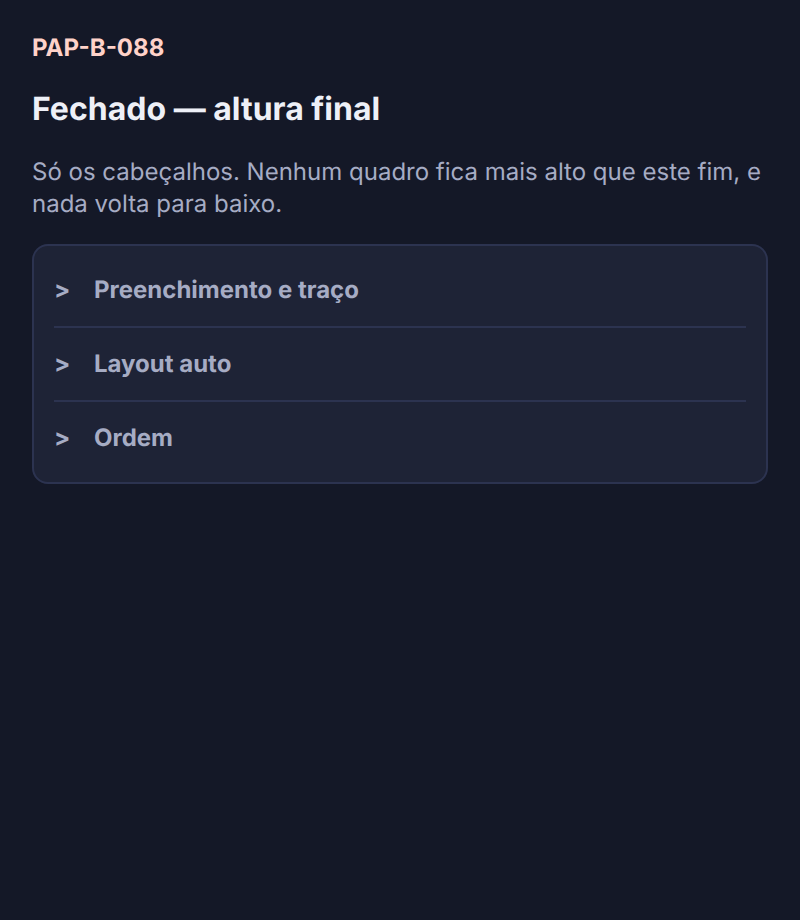 PAP-B-088
Fechado — altura final
Só os cabeçalhos. Nenhum quadro fica mais alto que este fim, e
nada volta para baixo.
> Preenchimento e traço
> Layout auto
> Ordem